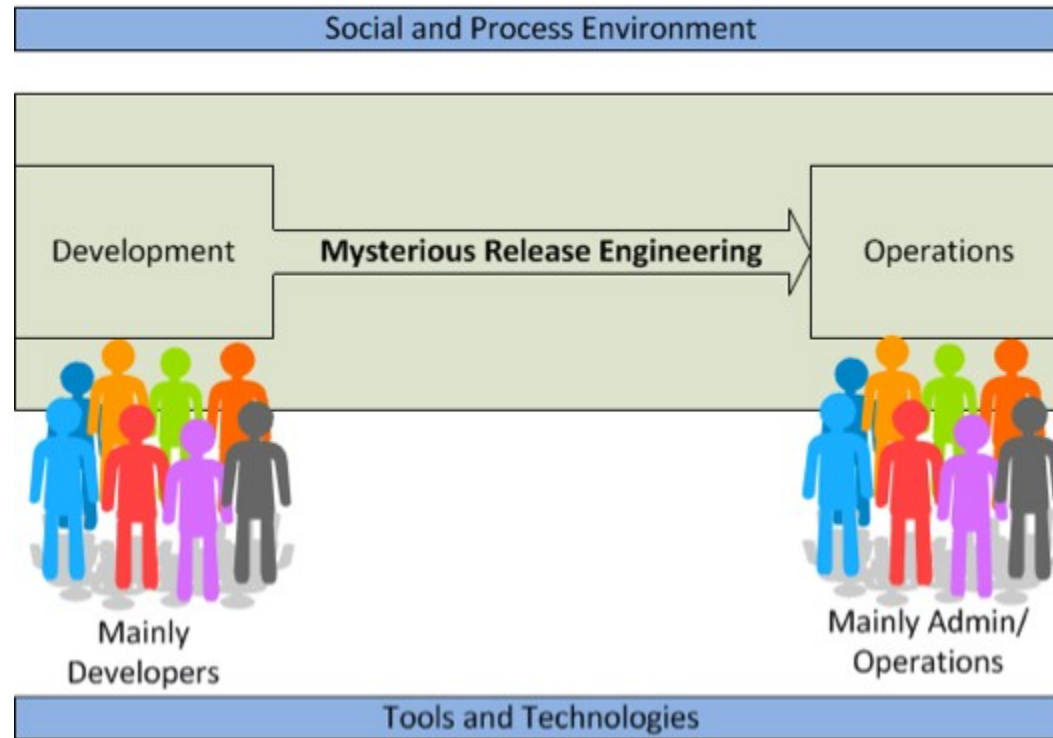 Social and Process Environment
Development
Mysterious Release Engineering
Operations
Mainly
Developers
Mainly Admin/
Operations
Tools and Technologies